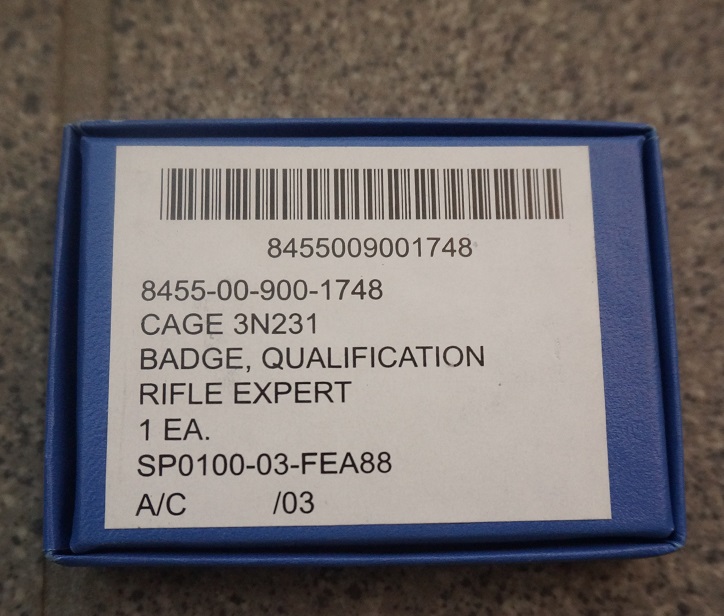 8455009001748
8455-00-900-1748
CAGE 3N231
BADGE, QUALIFICATION
RIFLE EXPERT
1 EA.
SP0100-03-FEA88
A/C /03